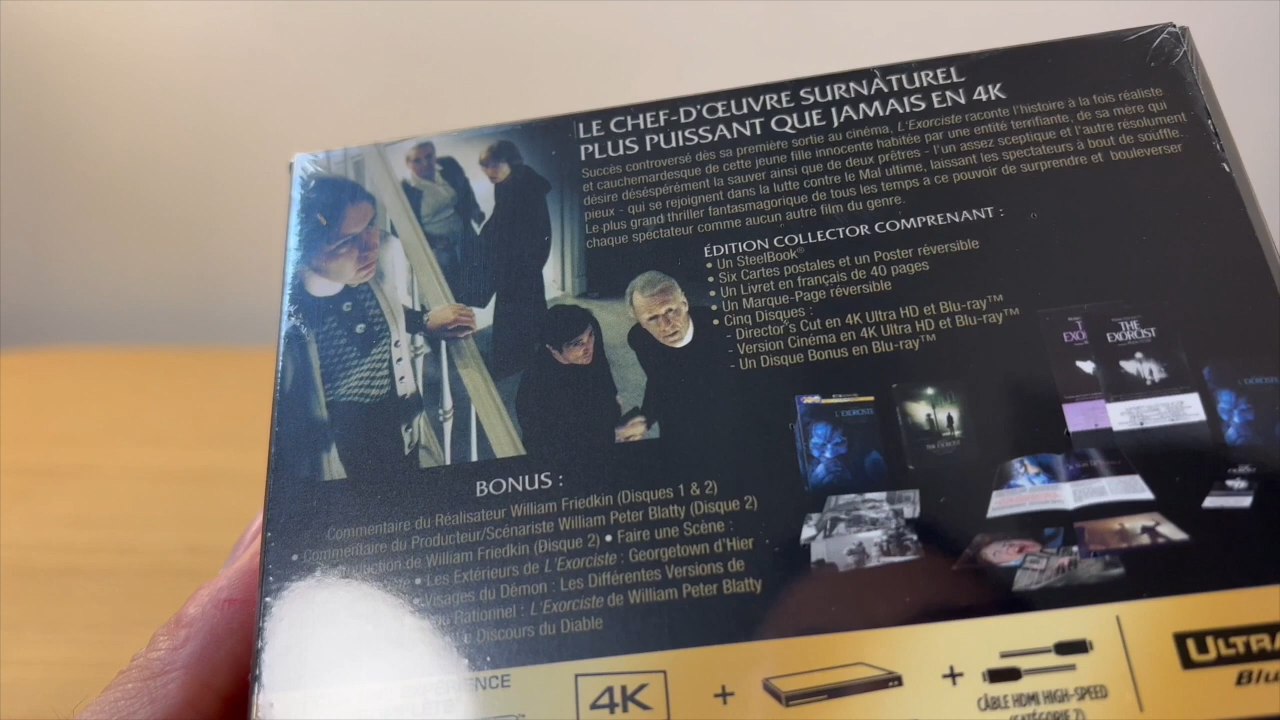 LE CHEF-D'ŒUVRE SURNATUREL
PLUS PUISSANT QUE JAMAIS EN 4K
Succès controversé dès sa première sortie au cinéma, L'Exorciste raconte l'histoire à la fois réaliste
et cauchemardesque de cette jeune fille innocente habitée par une entité terrifiante, de sa mère qui
désire déséspérément la sauver ainsi que de deux prêtres - l'un assez sceptique et l'autre résolument
pieux - qui se rejoignent dans la lutte contre le Mal ultime, laissant les spectateurs à bout de souffle.
Le plus grand thriller fantasmagorique de tous les temps a ce pouvoir de surprendre et bouleverser
chaque spectateur comme aucun autre film du genre.
ÉDITION COLLECTOR COMPRENANT :
• Un SteelBook®
• Six Cartes postales et un Poster réversible
• Un Livret en français de 40 pages
• Un Marque-Page réversible
• Cinq Disques :
- Director's Cut en 4K Ultra HD et Blu-ray™
- Version Cinéma en 4K Ultra HD et Blu-ray™
- Un Disque Bonus en Blu-ray™
THE
EXORCIST
BONUS :
Commentaire du Réalisateur William Friedkin (Disques 1 & 2)
• Commentaire du Producteur/Scénariste William Peter Blatty (Disque 2)
de William Friedkin (Disque 2) • Faire une Scène :
• Les Extérieurs de L'Exorciste : Georgetown d'Hier
Visages du Démon : Les Différentes Versions de
du Rationnel : L'Exorciste de William Peter Blatty
Le Discours du Diable
4K + +
CÂBLE HDMI HIGH-SPEED
(CATÉGORIE 2)
ULTRA
Blu